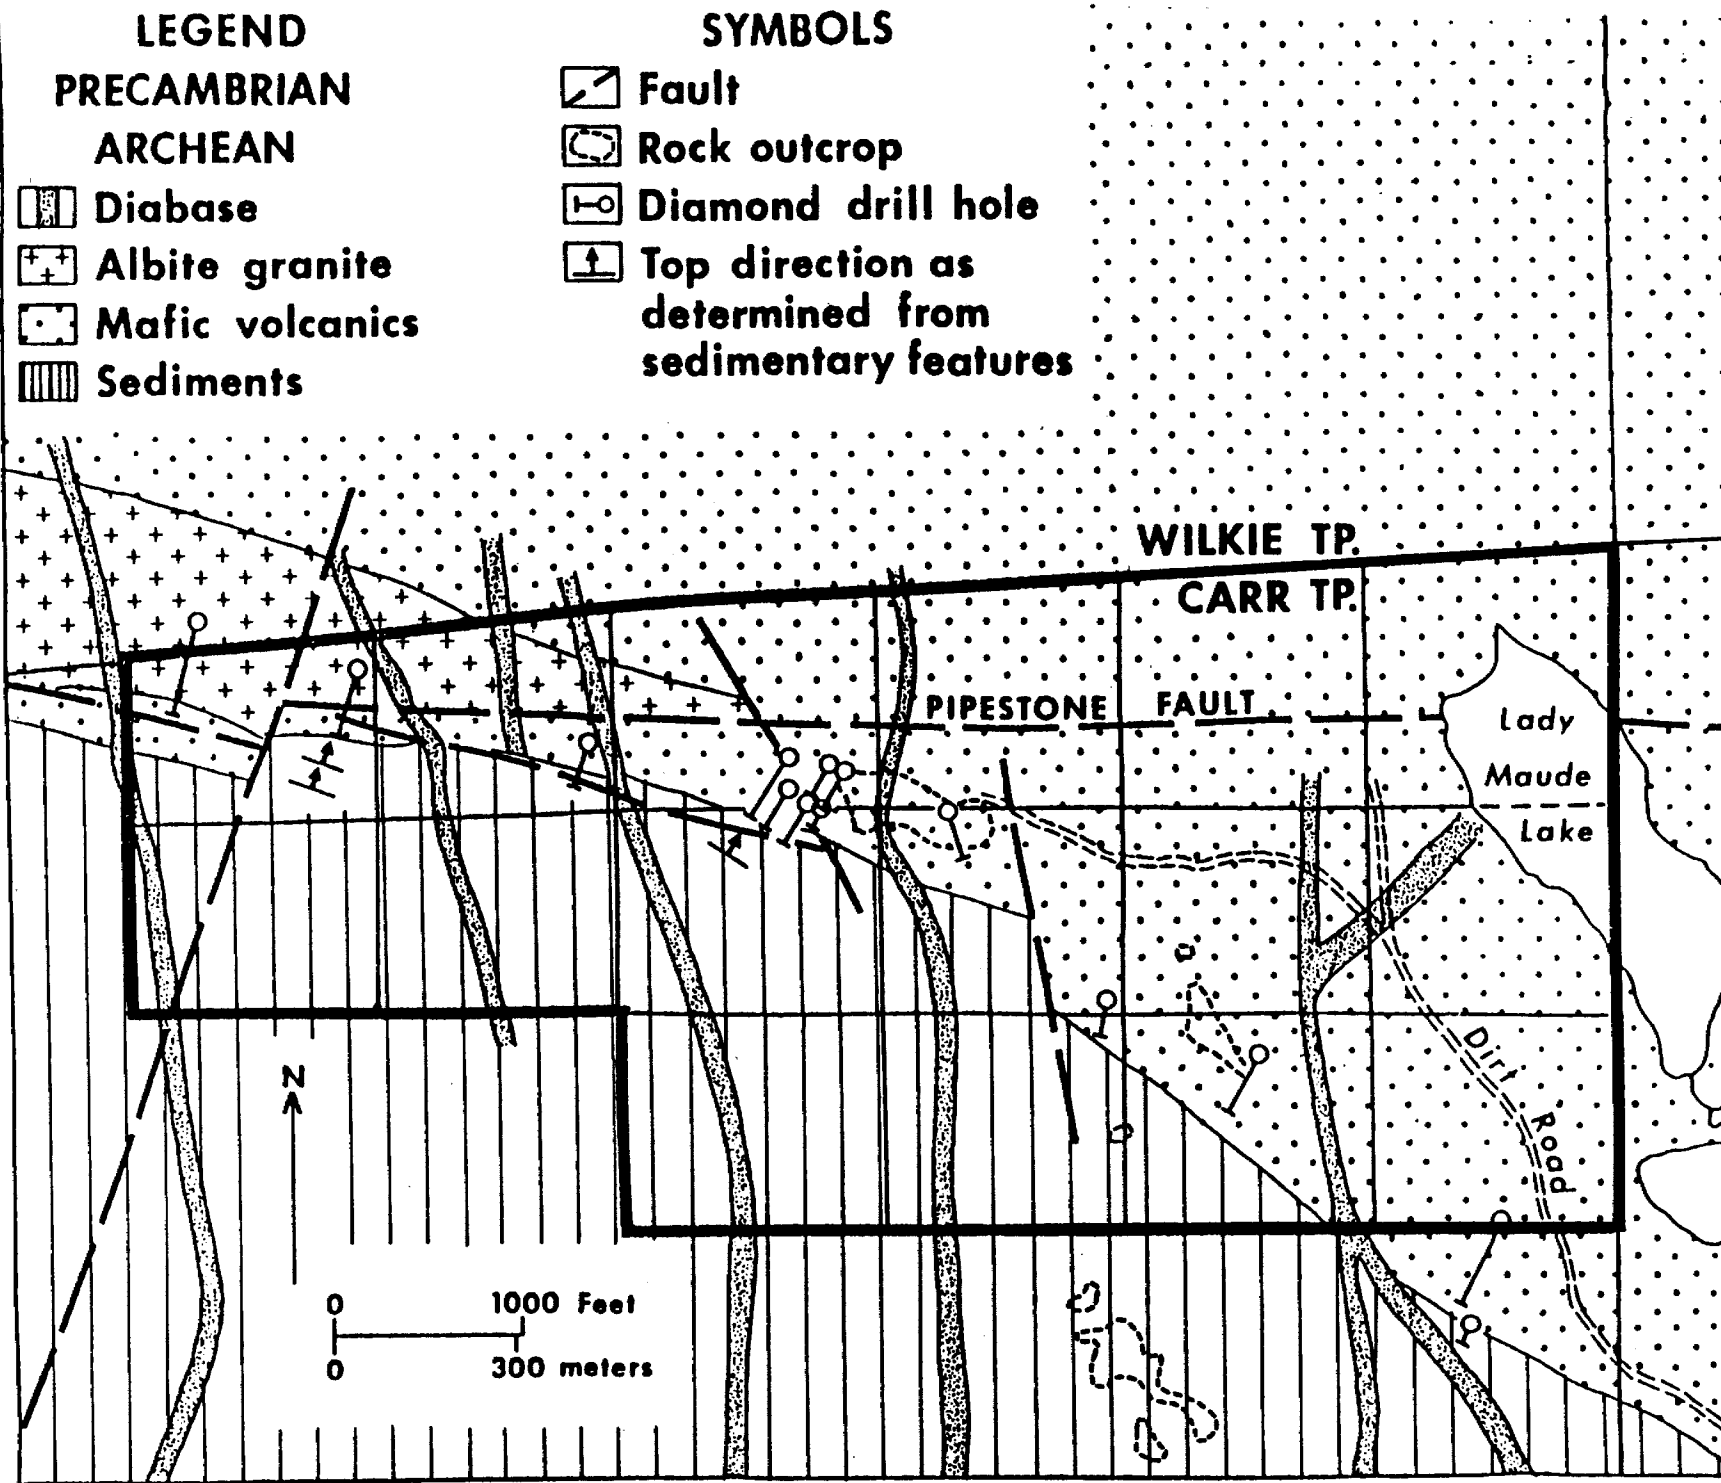 LEGEND
PRECAMBRIAN
ARCHEAN
Diabase
Albite granite
Mafic volcanics
Sediments
SYMBOLS
Fault
Rock outcrop
Diamond drill hole
Top direction as
determined from
sedimentary features
WILKIE TP.
CARR TP.
PIPESTONE FAULT
Lady
Maude
Lake
Dirt Road
N
0 1000 Feet
0 300 meters